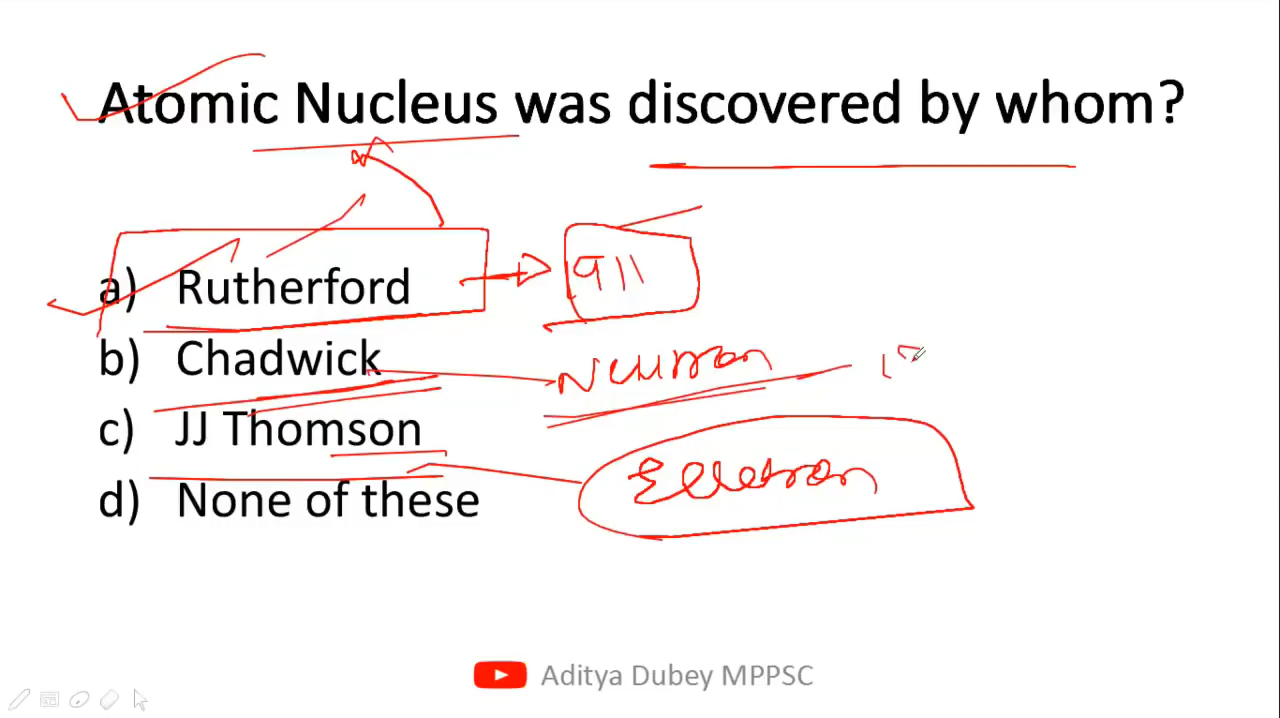 Atomic Nucleus was discovered by whom?
a) Rutherford 1911
b) Chadwick Neutron
c) JJ Thomson Electron
d) None of these
Aditya Dubey MPPSC